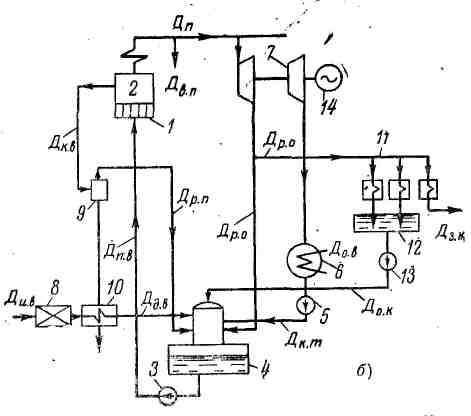 Дп
Дв.п
7
14
2
1
Дк.в
Др.о
11
9
Др.п
Др.о
Дп.в
До.в
6
Дз.к
12
13
8
10
Ди.в
Дд.в
5
До.к
Дк.т
3
4
б)